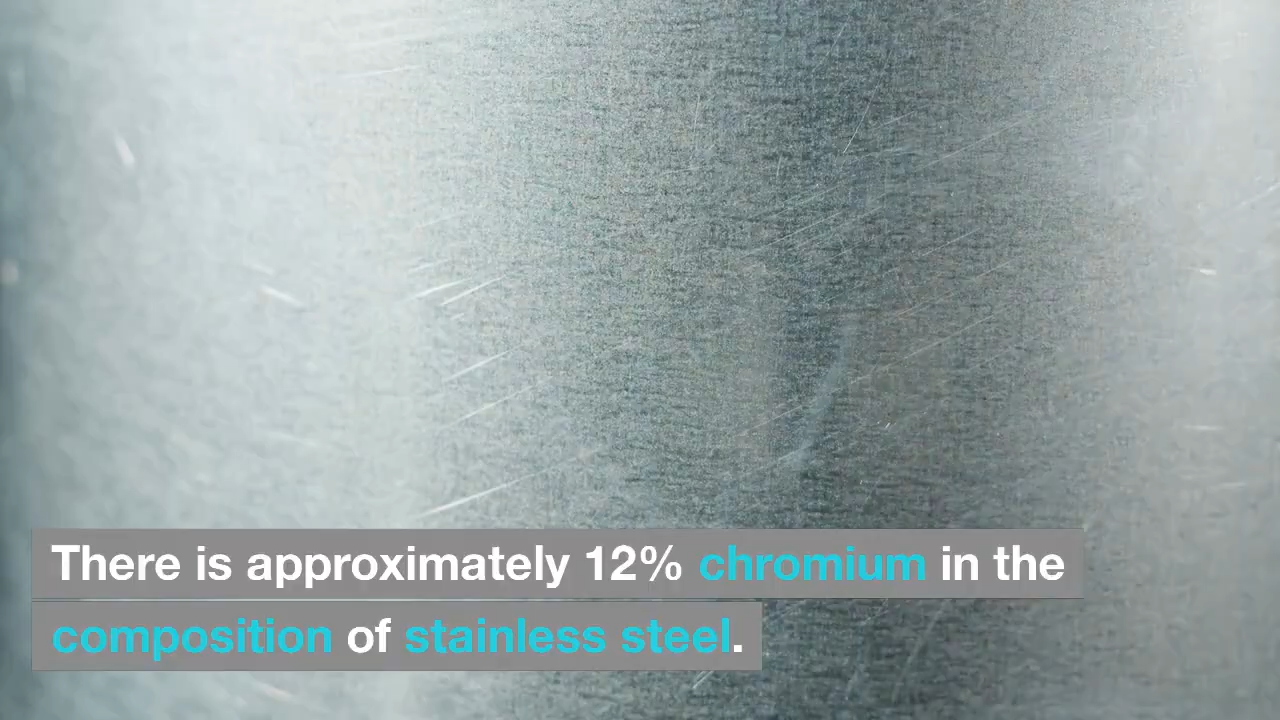 There is approximately 12% chromium in the
composition of stainless steel.